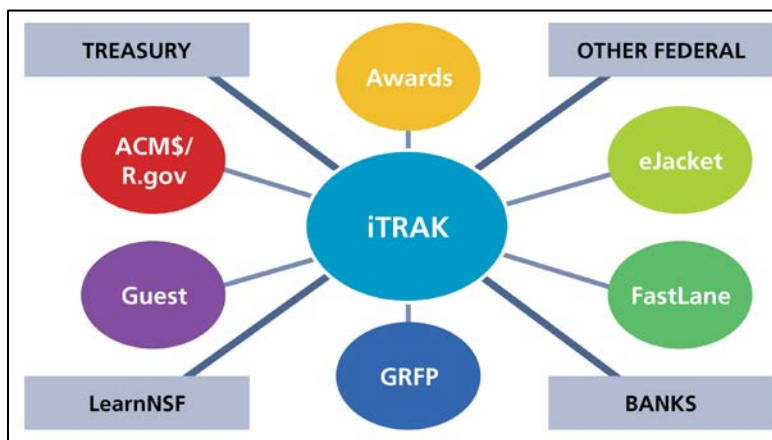 TREASURY
OTHER FEDERAL
Awards
ACM$/
R.gov
eJacket
iTRAK
Guest
FastLane
GRFP
LearnNSF
BANKS